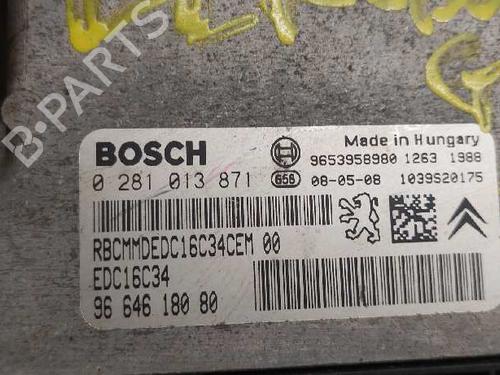 B-PARTS
BOSCH
Made in Hungary
9653958980 1263 1988
0 281 013 871
656
08-05-08
1039S20175
RBCMMDEDC16C34CEM 00
EDC16C34
96 646 180 80